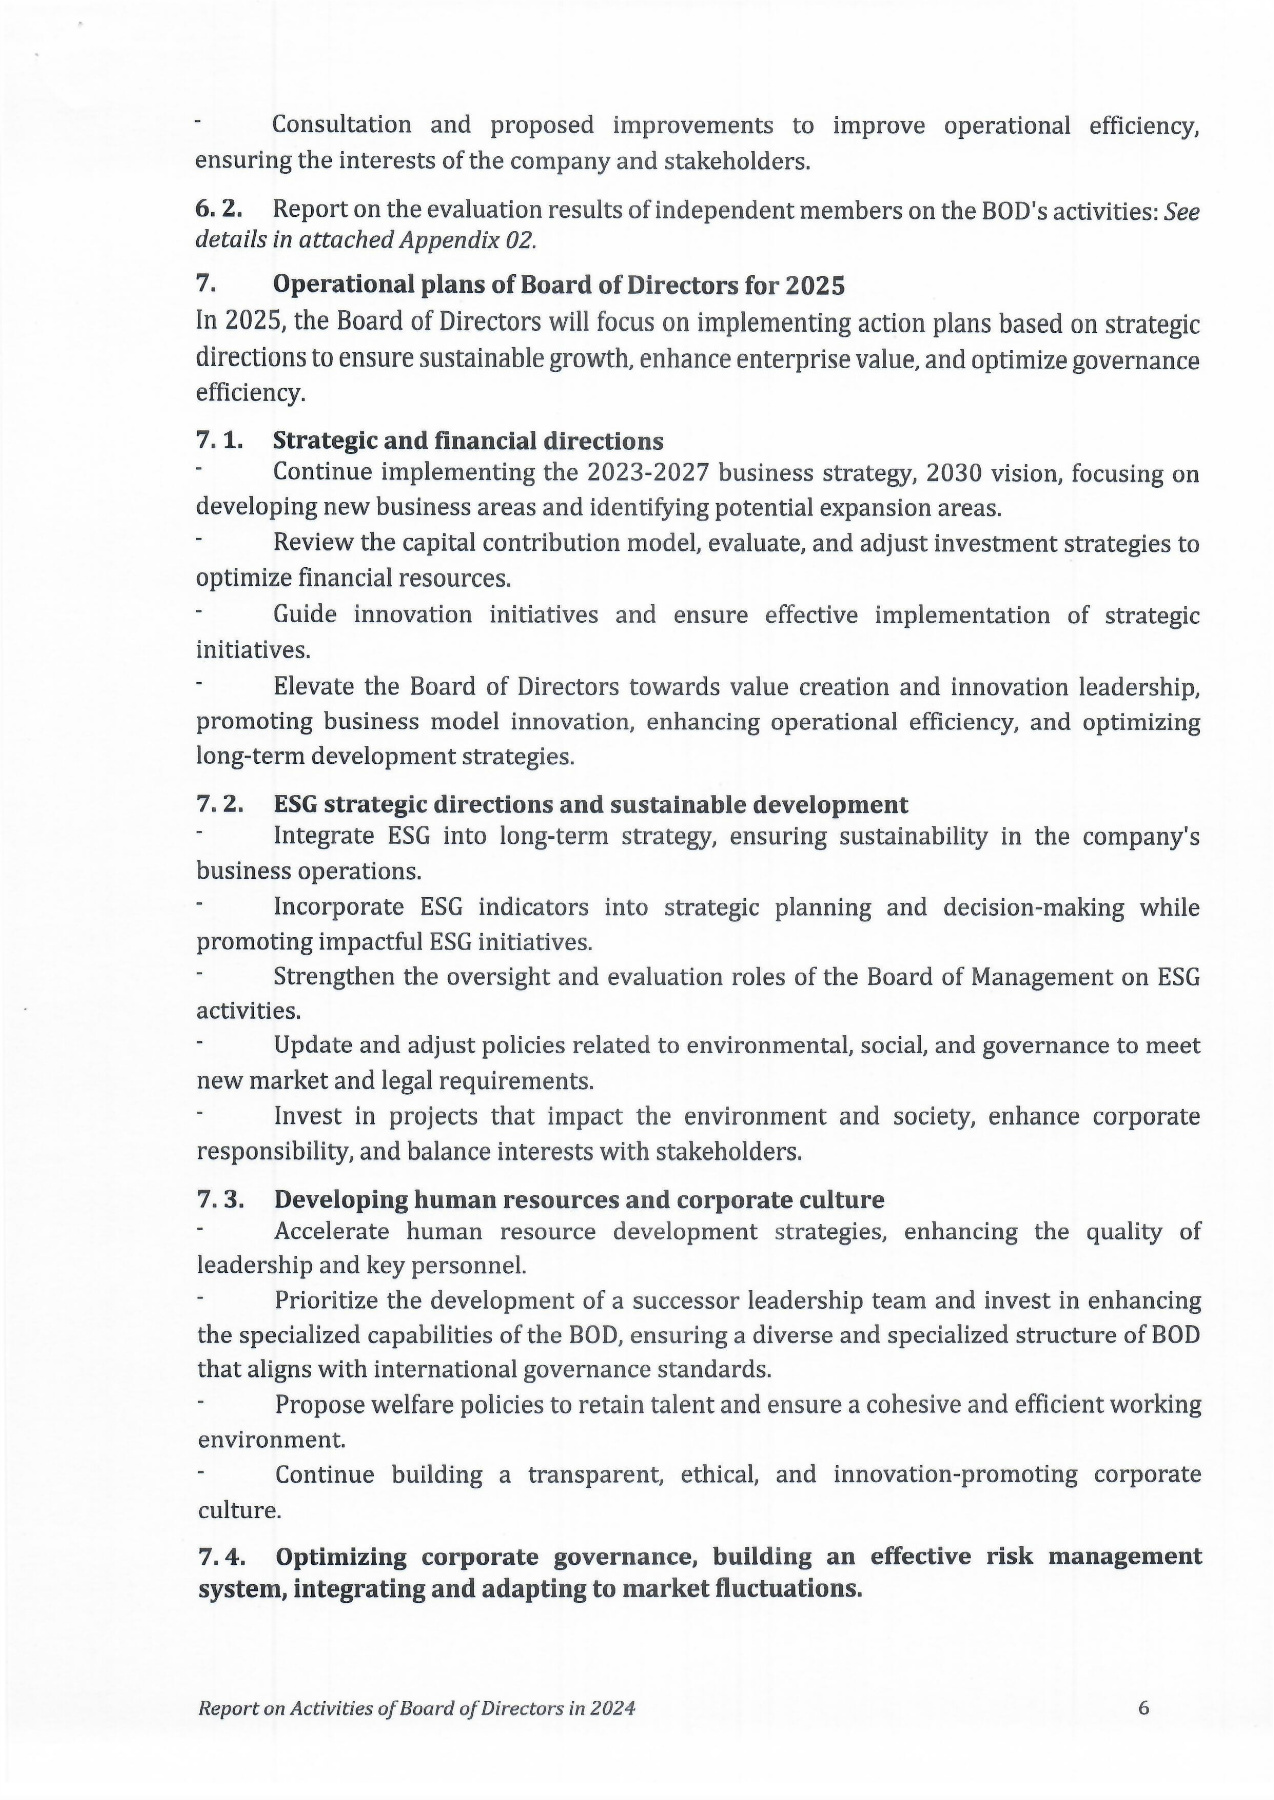 - Consultation and proposed improvements to improve operational efficiency,
ensuring the interests of the company and stakeholders.
6. 2. Report on the evaluation results of independent members on the BOD's activities: See
details in attached Appendix 02.
7. Operational plans of Board of Directors for 2025
In 2025, the Board of Directors will focus on implementing action plans based on strategic
directions to ensure sustainable growth, enhance enterprise value, and optimize governance
efficiency.
7. 1. Strategic and financial directions
- Continue implementing the 2023-2027 business strategy, 2030 vision, focusing on
developing new business areas and identifying potential expansion areas.
- Review the capital contribution model, evaluate, and adjust investment strategies to
optimize financial resources.
- Guide innovation initiatives and ensure effective implementation of strategic
initiatives.
- Elevate the Board of Directors towards value creation and innovation leadership,
promoting business model innovation, enhancing operational efficiency, and optimizing
long-term development strategies.
7. 2. ESG strategic directions and sustainable development
- Integrate ESG into long-term strategy, ensuring sustainability in the company's
business operations.
- Incorporate ESG indicators into strategic planning and decision-making while
promoting impactful ESG initiatives.
- Strengthen the oversight and evaluation roles of the Board of Management on ESG
activities.
- Update and adjust policies related to environmental, social, and governance to meet
new market and legal requirements.
- Invest in projects that impact the environment and society, enhance corporate
responsibility, and balance interests with stakeholders.
7. 3. Developing human resources and corporate culture
- Accelerate human resource development strategies, enhancing the quality of
leadership and key personnel.
- Prioritize the development of a successor leadership team and invest in enhancing
the specialized capabilities of the BOD, ensuring a diverse and specialized structure of BOD
that aligns with international governance standards.
- Propose welfare policies to retain talent and ensure a cohesive and efficient working
environment.
- Continue building a transparent, ethical, and innovation-promoting corporate
culture.
7. 4. Optimizing corporate governance, building an effective risk management
system, integrating and adapting to market fluctuations.
Report on Activities of Board of Directors in 2024 6